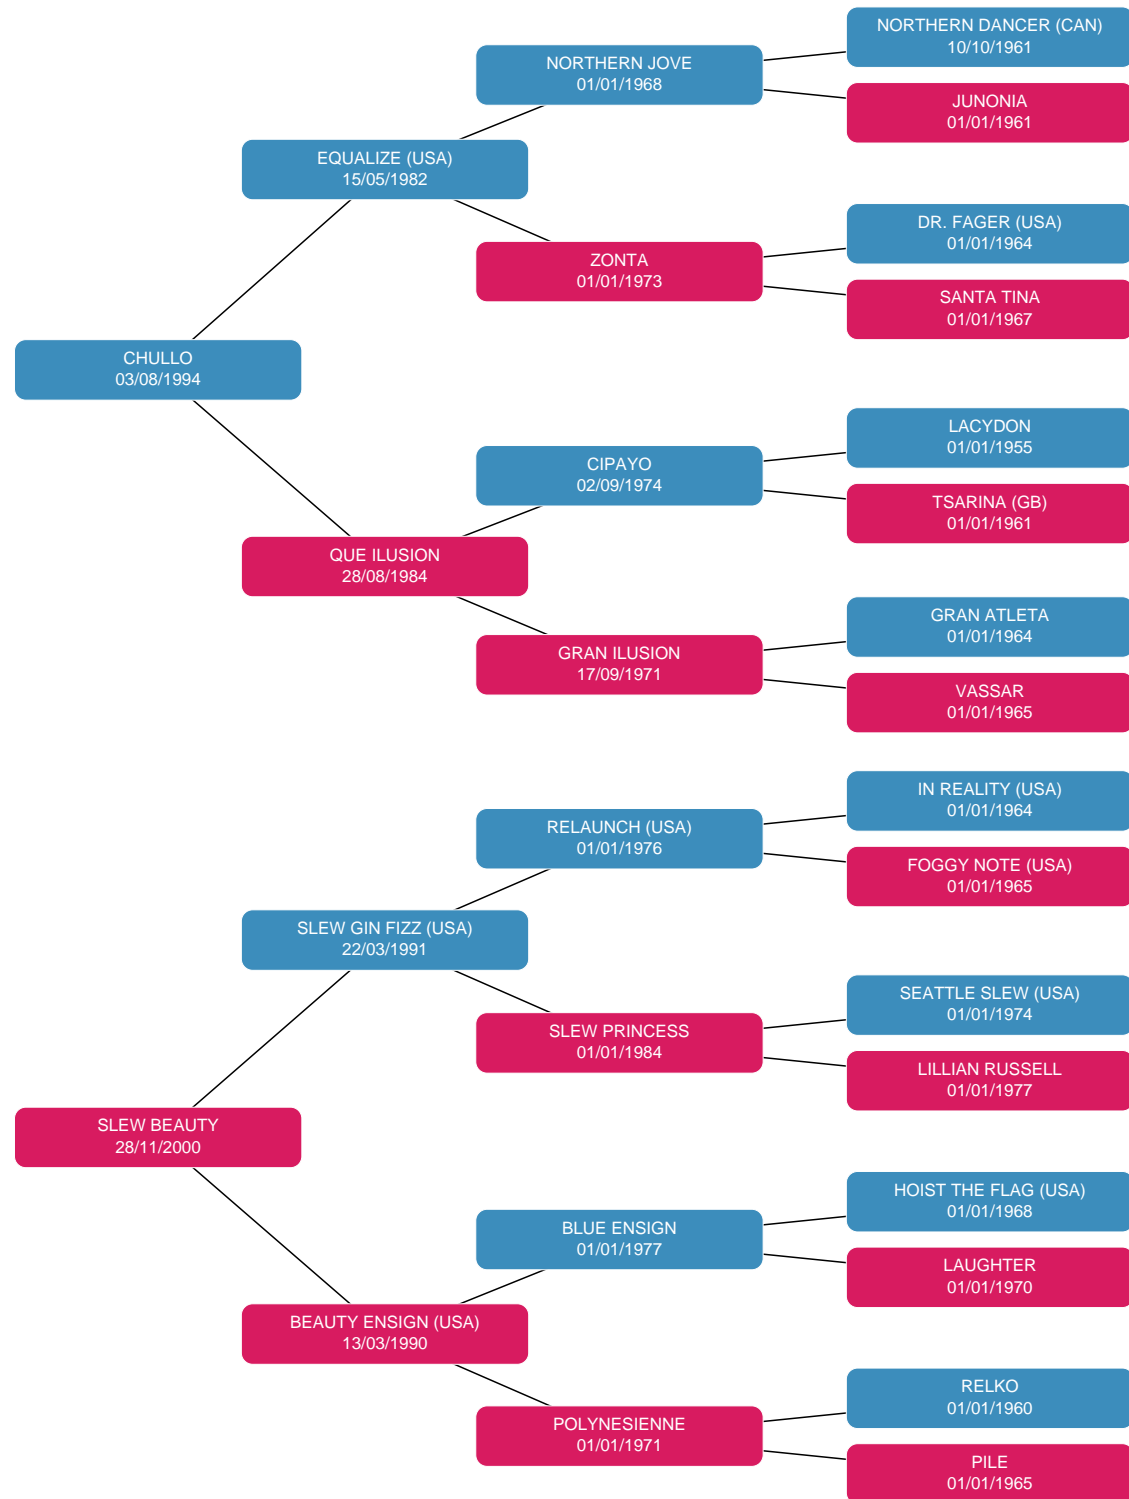 NORTHERN DANCER (CAN)
10/10/1961
NORTHERN JOVE
01/01/1968
JUNONIA
01/01/1961
EQUALIZE (USA)
15/05/1982
DR. FAGER (USA)
01/01/1964
ZONTA
01/01/1973
SANTA TINA
01/01/1967
CHULLO
03/08/1994
LACYDON
01/01/1955
CIPAYO
02/09/1974
TSARINA (GB)
01/01/1961
QUE ILUSION
28/08/1984
GRAN ATLETA
01/01/1964
GRAN ILUSION
17/09/1971
VASSAR
01/01/1965
IN REALITY (USA)
01/01/1964
RELAUNCH (USA)
01/01/1976
FOGGY NOTE (USA)
01/01/1965
SLEW GIN FIZZ (USA)
22/03/1991
SEATTLE SLEW (USA)
01/01/1974
SLEW PRINCESS
01/01/1984
LILLIAN RUSSELL
01/01/1977
SLEW BEAUTY
28/11/2000
HOIST THE FLAG (USA)
01/01/1968
BLUE ENSIGN
01/01/1977
LAUGHTER
01/01/1970
BEAUTY ENSIGN (USA)
13/03/1990
RELKO
01/01/1960
POLYNESIENNE
01/01/1971
PILE
01/01/1965